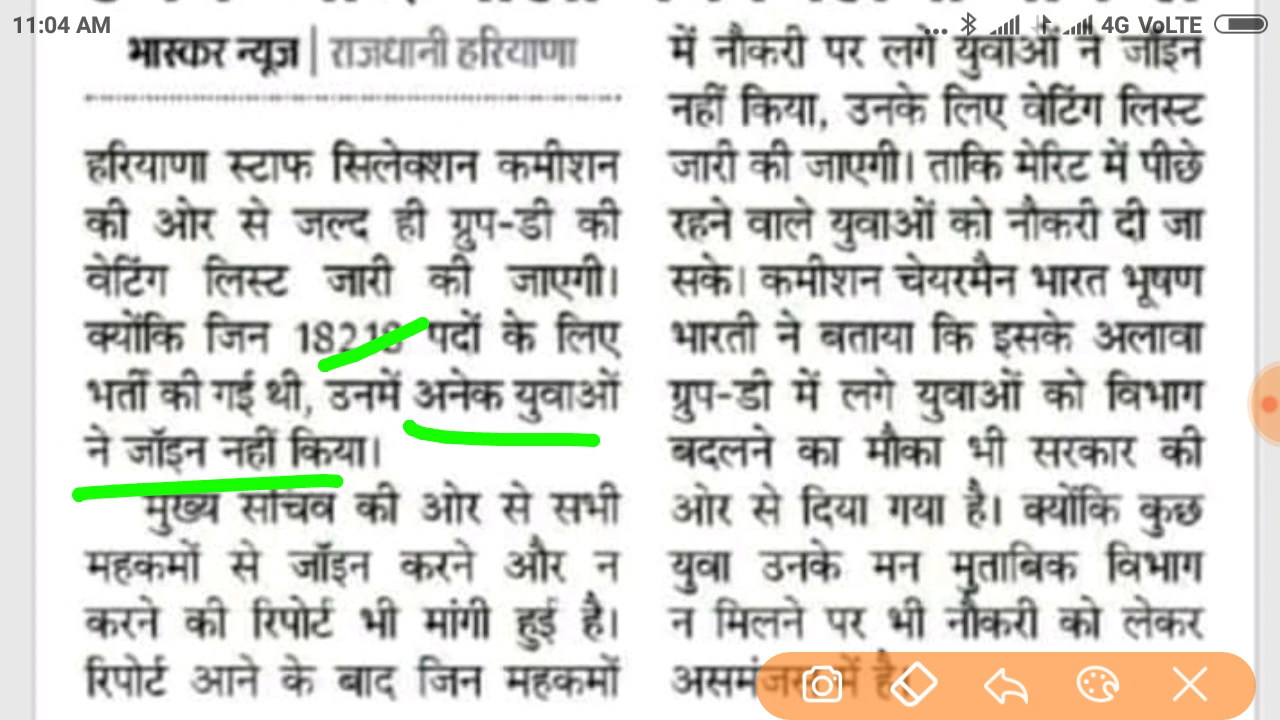 11:04 AM
... 4G VoLTE
भास्कर न्यूज | राजधानी हरियाणा
हरियाणा स्टाफ सिलेक्शन कमीशन
की ओर से जल्द ही ग्रुप-डी की
वेटिंग लिस्ट जारी की जाएगी।
क्योंकि जिन 18218 पदों के लिए
भर्ती की गई थी, उनमें अनेक युवाओं
ने जॉइन नहीं किया।
मुख्य सचिव की ओर से सभी
महकमों से जॉइन करने और न
करने की रिपोर्ट भी मांगी हुई है।
रिपोर्ट आने के बाद जिन महकमों
में नौकरी पर लगे युवाओं ने जॉइन
नहीं किया, उनके लिए वेटिंग लिस्ट
जारी की जाएगी। ताकि मेरिट में पीछे
रहने वाले युवाओं को नौकरी दी जा
सके। कमीशन चेयरमैन भारत भूषण
भारती ने बताया कि इसके अलावा
ग्रुप-डी में लगे युवाओं को विभाग
बदलने का मौका भी सरकार की
ओर से दिया गया है। क्योंकि कुछ
युवा उनके मन मुताबिक विभाग
न मिलने पर भी नौकरी को लेकर
असमंजस में है।